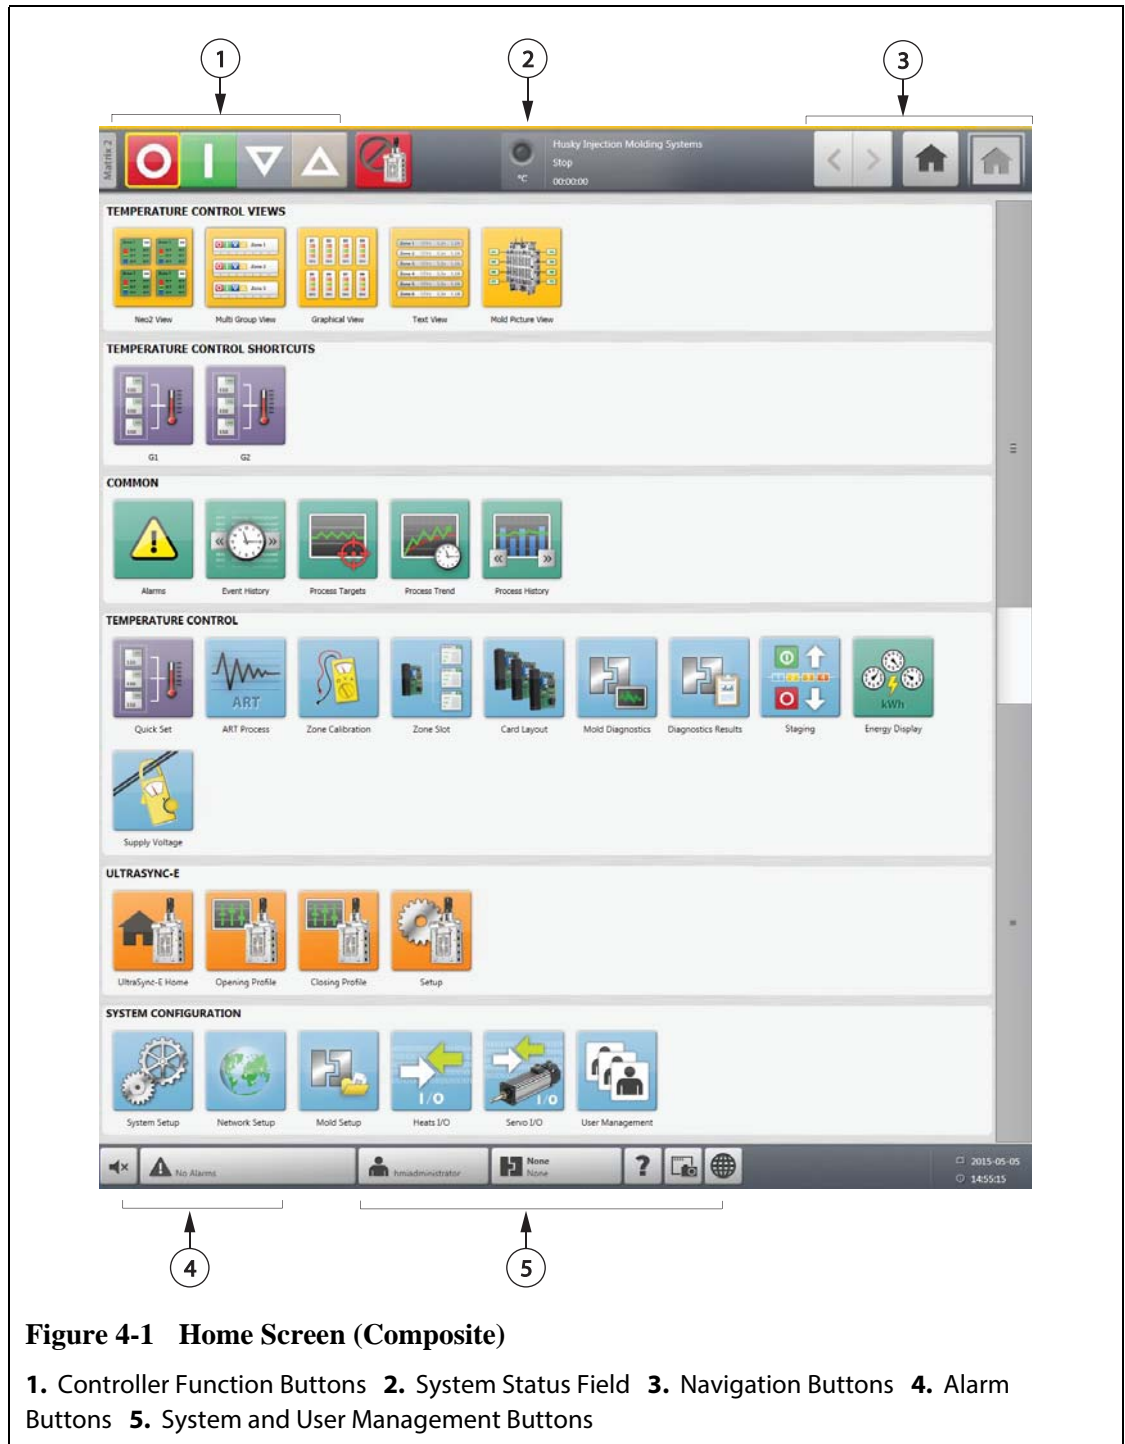 1 2 3
Matrix 2
Husky Injection Molding Systems
Stop
°C 00:00:00
TEMPERATURE CONTROL VIEWS
Neo2 View Multi Group View Graphical View Text View Mold Picture View
TEMPERATURE CONTROL SHORTCUTS
G1 G2
COMMON
Alarms Event History Process Targets Process Trend Process History
TEMPERATURE CONTROL
ART
kWh
Quick Set ART Process Zone Calibration Zone Slot Card Layout Mold Diagnostics Diagnostics Results Staging Energy Display
Supply Voltage
ULTRASYNC-E
UltraSync-E Home Opening Profile Closing Profile Setup
SYSTEM CONFIGURATION
I/O I/O
System Setup Network Setup Mold Setup Heats I/O Servo I/O User Management
No Alarms hmiadministrator None
None
? 2015-05-05
14:55:15
4 5
Figure 4-1 Home Screen (Composite)
1. Controller Function Buttons 2. System Status Field 3. Navigation Buttons 4. Alarm
Buttons 5. System and User Management Buttons